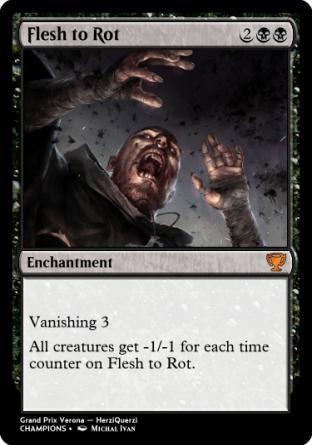 Flesh to Rot 2
Enchantment
Vanishing 3
All creatures get -1/-1 for each time
counter on Flesh to Rot.
Grand Prix Verona — HerziQuerzi
CHAMPIONS • Michal Ivan